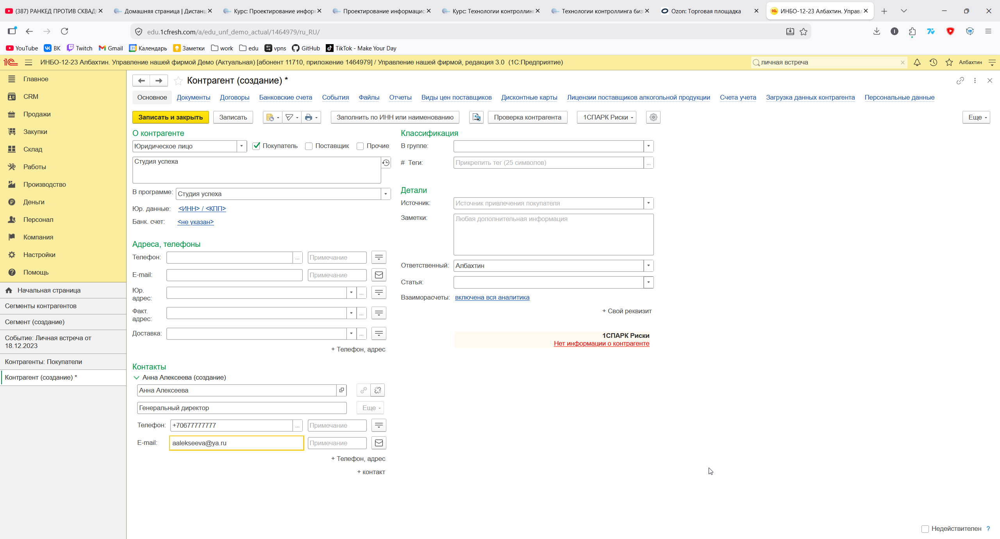 (387) РАНКЕД ПРОТИВ СКВАД
Домашняя страница | Дистанц
Курс: Проектирование информ
Проектирование информацио
Курс: Технологии контроллинг
Технологии контроллинга биз
Ozon: Торговая площадка
ИНБО-12-23 Албахтин. Управл
edu.1cfresh.com/a/edu_unf_demo_actual/1464979/ru_RU/
YouTube ВК Twitch Gmail Календарь Заметки work edu vpns GitHub TikTok - Make Your Day
ИНБО-12-23 Албахтин. Управление нашей фирмой Демо (Актуальная) [абонент 11710, приложение 1464979] / Управление нашей фирмой, редакция 3.0 (1С:Предприятие)
личная встреча
Албахтин
Главное
CRM
Продажи
Закупки
Склад
Работы
Производство
Деньги
Персонал
Компания
Настройки
Помощь
Начальная страница
Сегменты контрагентов
Сегмент (создание)
Событие: Личная встреча от
18.12.2023
Контрагенты: Покупатели
Контрагент (создание) *
Контрагент (создание) *
Основное Документы Договоры Банковские счета События Файлы Отчеты Виды цен поставщиков Дисконтные карты Лицензии поставщиков алкогольной продукции Счета учета Загрузка данных контрагента Персональные данные
Записать и закрыть Записать Заполнить по ИНН или наименованию Проверка контрагента 1СПАРК Риски Еще
О контрагенте
Юридическое лицо Покупатель Поставщик Прочие
Студия успеха
В программе: Студия успеха
Юр. данные: <ИНН> / <КПП>
Банк. счет: <не указан>
Адреса, телефоны
Телефон: ... Примечание
E-mail: Примечание
Юр.
адрес: ...
Факт.
адрес: ...
Доставка: ...
+ Телефон, адрес
Контакты
Анна Алексеева (создание)
Анна Алексеева
Генеральный директор Еще
Телефон: +70677777777 ... Примечание
E-mail: aalekseeva@ya.ru Примечание
+ Телефон, адрес
+ контакт
Классификация
В группе:
# Теги: Прикрепить тег (25 символов) ...
Детали
Источник: Источник привлечения покупателя
Заметки: Любая дополнительная информация
Ответственный: Албахтин
Статья:
Взаиморасчеты: включена вся аналитика
+ Свой реквизит
1СПАРК Риски
Нет информации о контрагенте
Недействителен ?